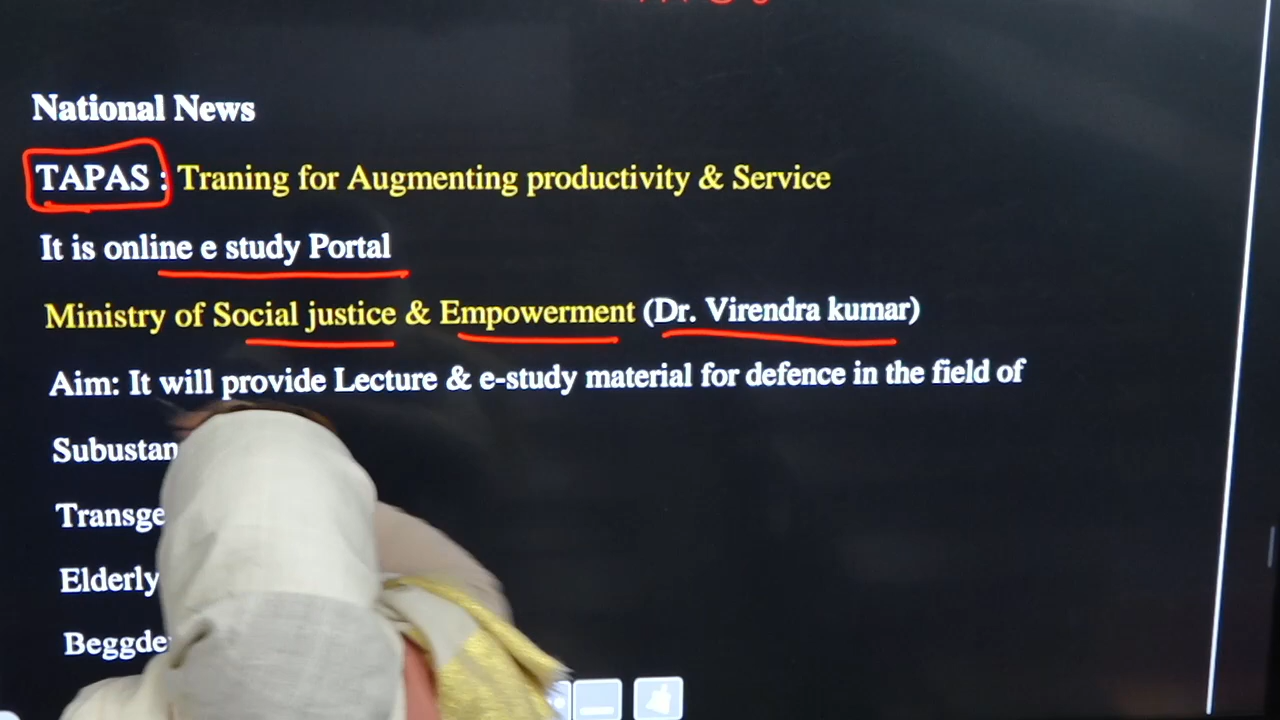 National News
TAPAS : Traning for Augmenting productivity & Service
It is online e study Portal
Ministry of Social justice & Empowerment (Dr. Virendra kumar)
Aim: It will provide Lecture & e-study material for defence in the field of
Subustan
Transge
Elderly
Beggde